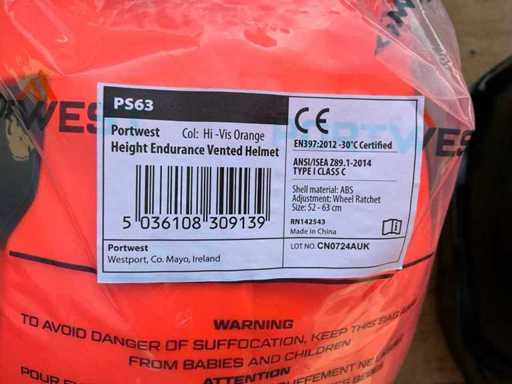 PORTWEST
PS63
Portwest Col: Hi -Vis Orange
Height Endurance Vented Helmet
5 036108 309139
Portwest
Westport, Co. Mayo, Ireland
CE
EN397:2012 -30°C Certified
ANSI/ISEA Z89.1-2014
TYPE I CLASS C
Shell material: ABS
Adjustment: Wheel Ratchet
Size: 52 - 63 cm
RN142543
Made in China
LOT NO. CN0724AUK
WARNING
TO AVOID DANGER OF SUFFOCATION, KEEP THIS BAG AWAY
FROM BABIES AND CHILDREN
ATTENTION